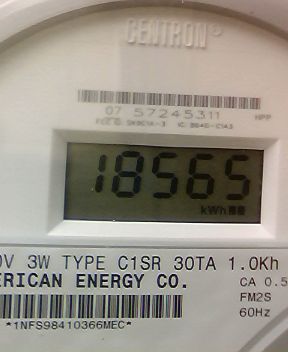 CENTRON®
07 57245311
HPP
18565
kWh
0V 3W TYPE C1SR 30TA 1.0Kh
ERICAN ENERGY CO.
CA 0.5
FM2S
60Hz
*1NFS98410366MEC*